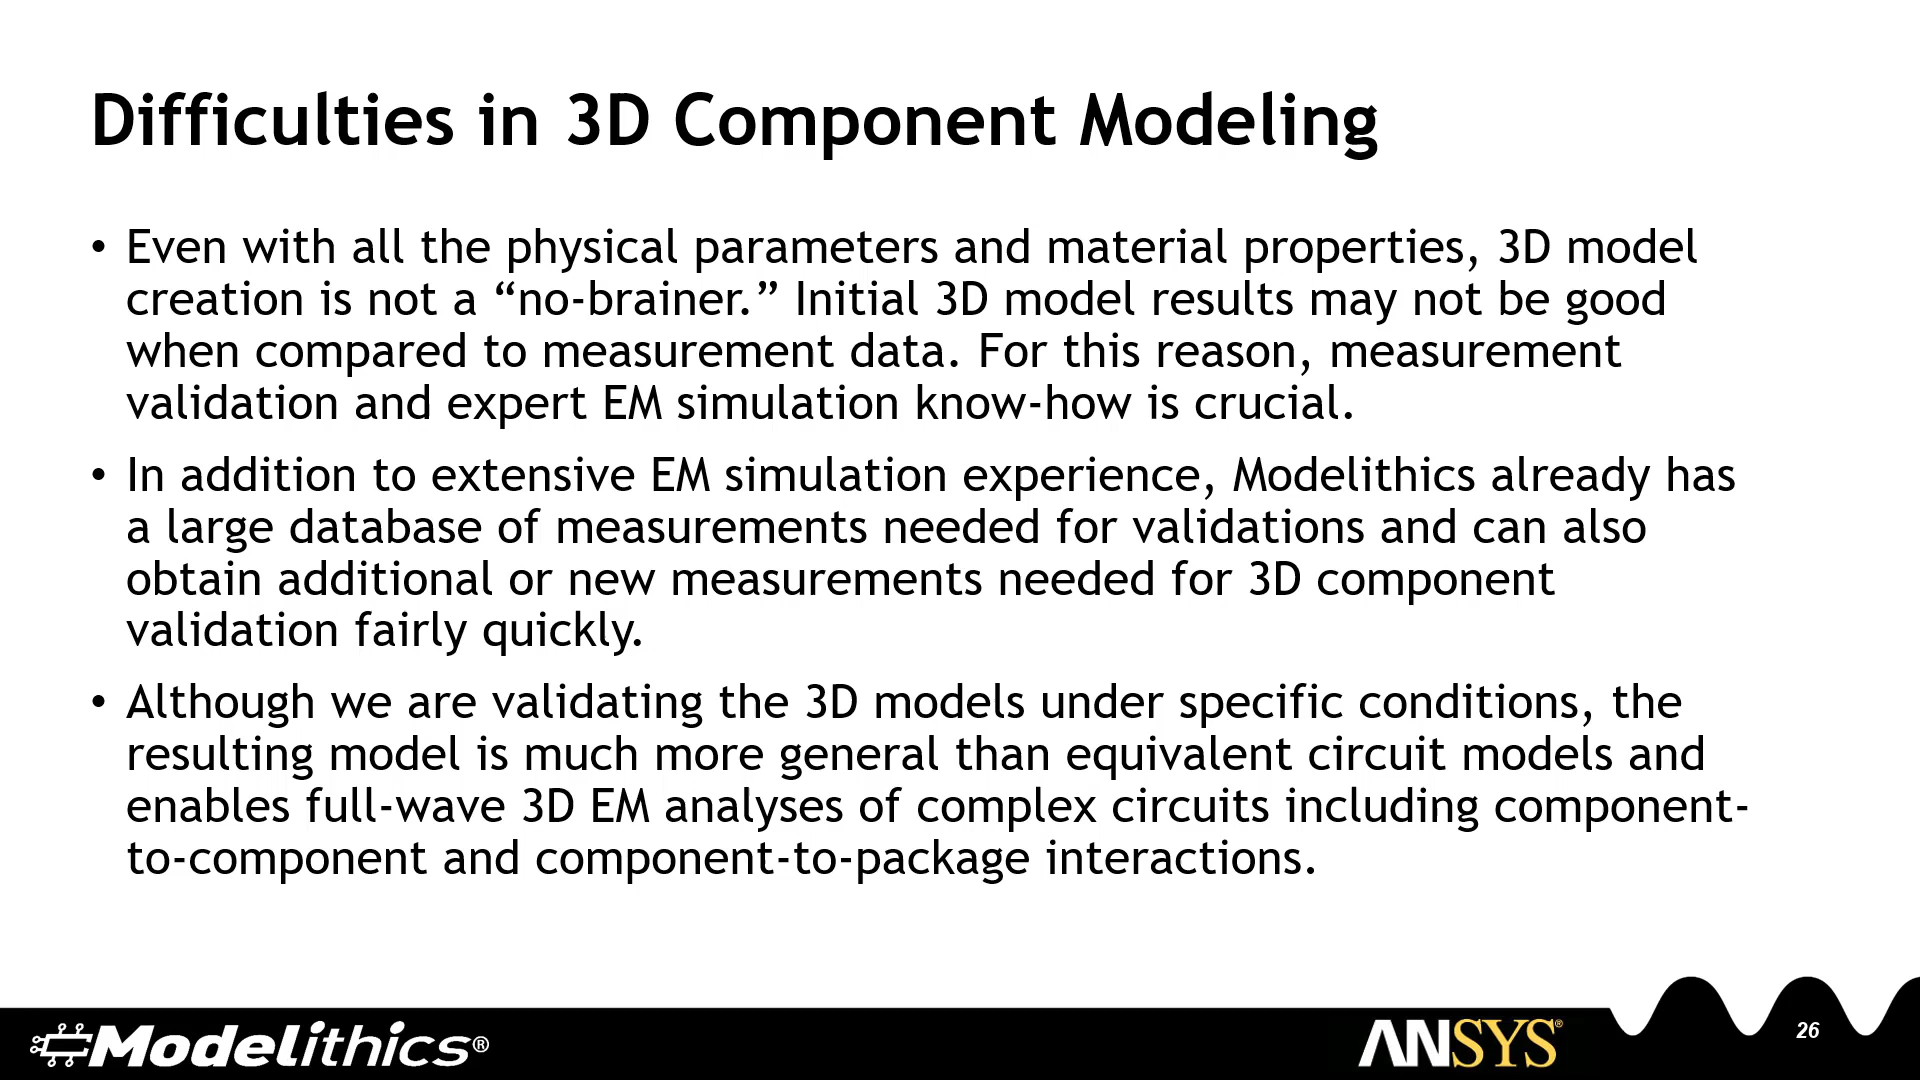 Difficulties in 3D Component Modeling
• Even with all the physical parameters and material properties, 3D model
creation is not a “no-brainer.” Initial 3D model results may not be good
when compared to measurement data. For this reason, measurement
validation and expert EM simulation know-how is crucial.
• In addition to extensive EM simulation experience, Modelithics already has
a large database of measurements needed for validations and can also
obtain additional or new measurements needed for 3D component
validation fairly quickly.
• Although we are validating the 3D models under specific conditions, the
resulting model is much more general than equivalent circuit models and
enables full-wave 3D EM analyses of complex circuits including component-
to-component and component-to-package interactions.
Modelithics®
ANSYS®
26